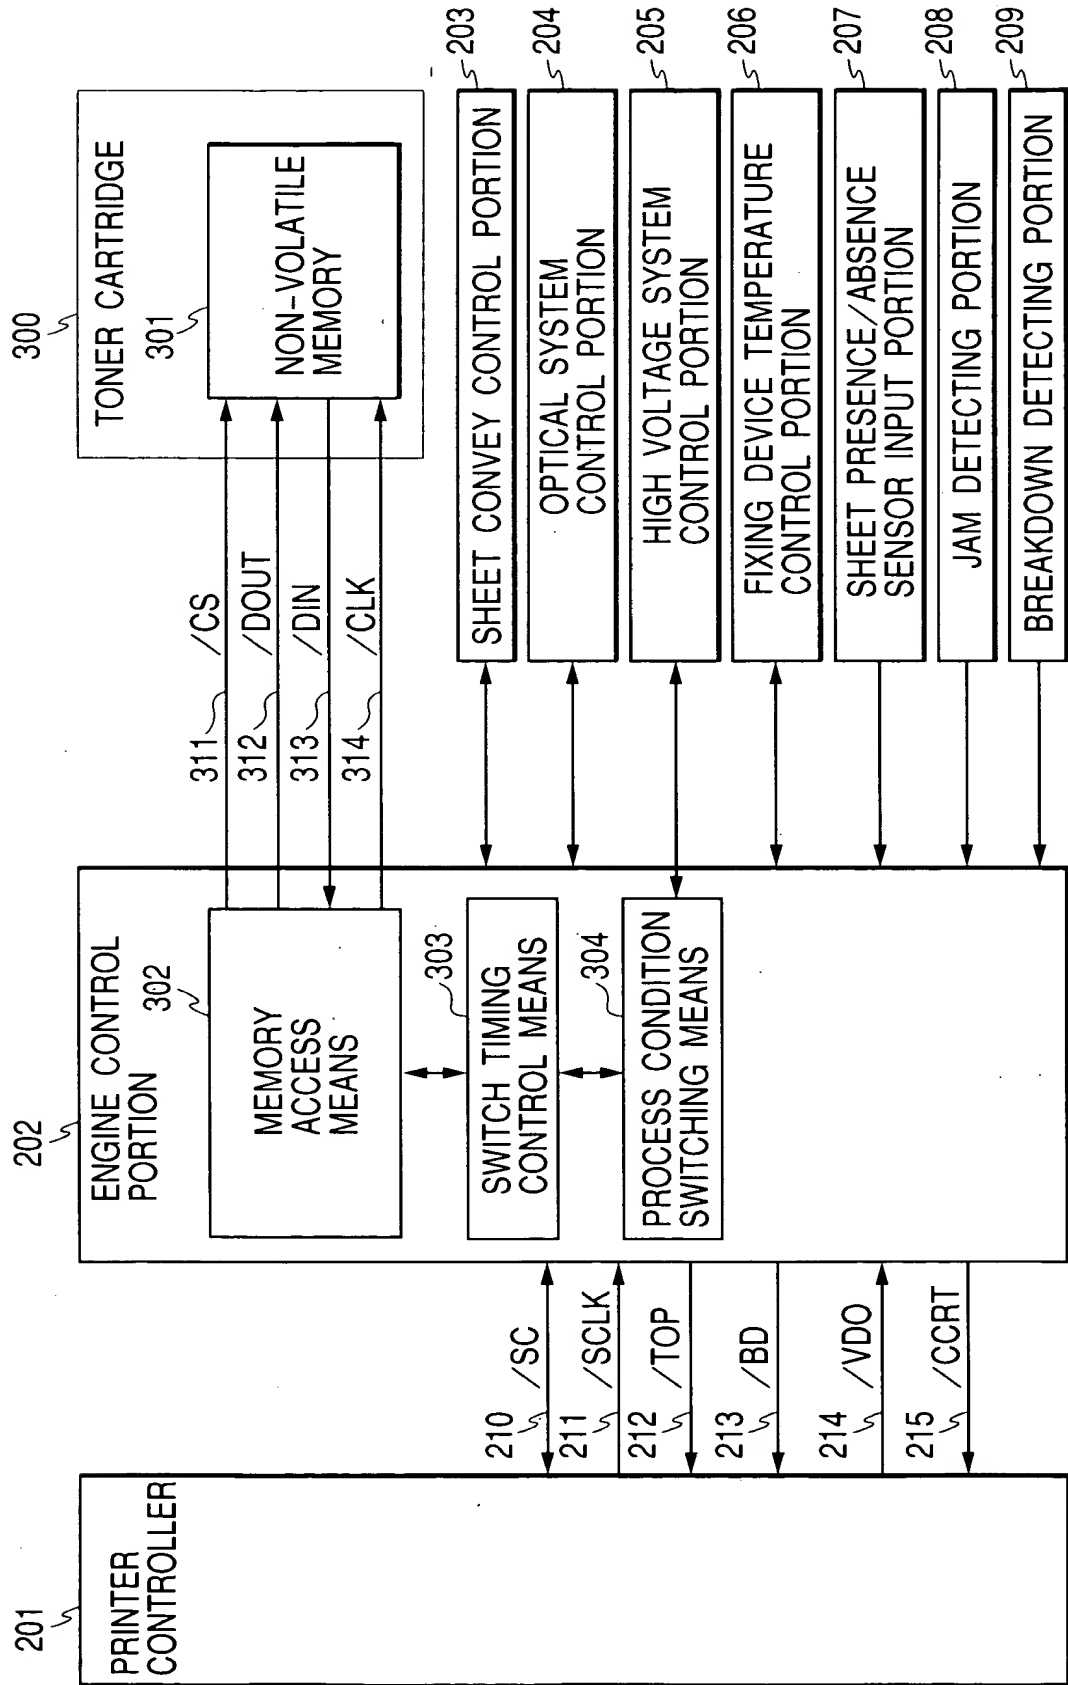 201
PRINTER
CONTROLLER
210
/SC
211
/SCLK
212
/TOP
213
/BD
214
/VDO
215
/CCRT
202
ENGINE CONTROL
PORTION
302
MEMORY
ACCESS
MEANS
303
SWITCH TIMING
CONTROL MEANS
304
PROCESS CONDITION
SWITCHING MEANS
311
/CS
312
/DOUT
313
/DIN
314
/CLK
300
TONER CARTRIDGE
301
NON-VOLATILE
MEMORY
SHEET CONVEY CONTROL PORTION
203
OPTICAL SYSTEM
CONTROL PORTION
204
HIGH VOLTAGE SYSTEM
CONTROL PORTION
205
FIXING DEVICE TEMPERATURE
CONTROL PORTION
206
SHEET PRESENCE/ABSENCE
SENSOR INPUT PORTION
207
JAM DETECTING PORTION
208
BREAKDOWN DETECTING PORTION
209